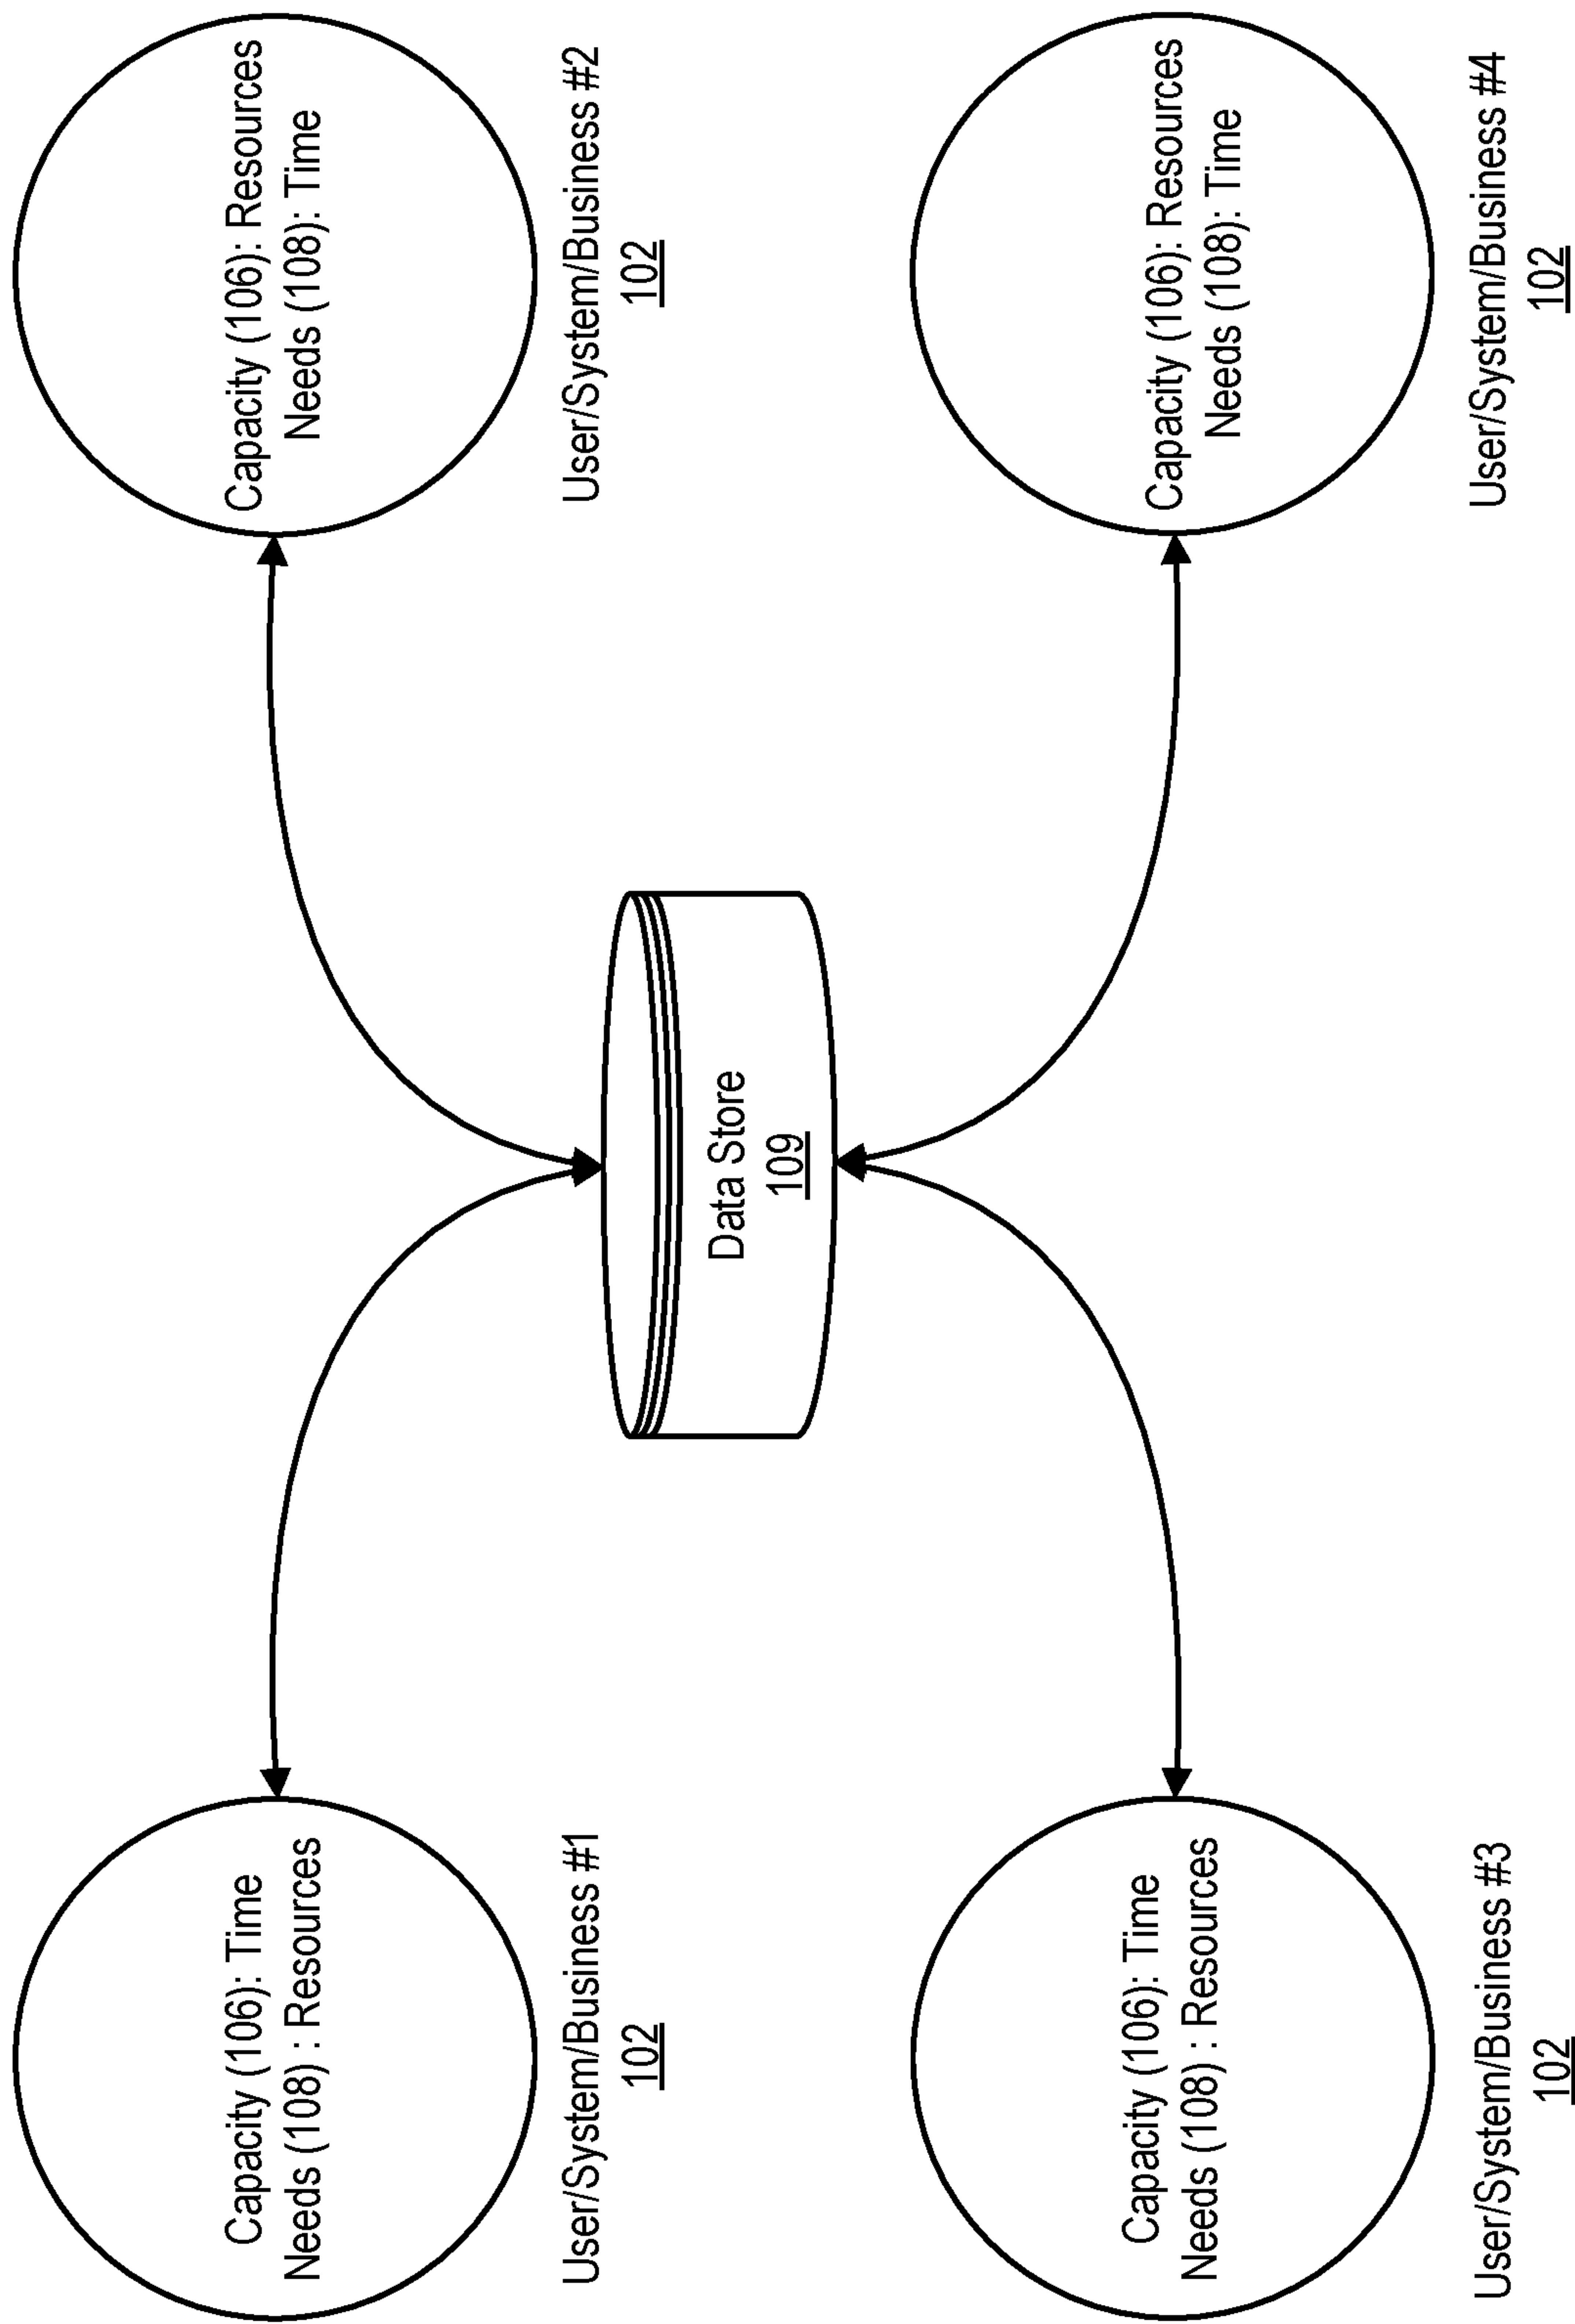 Capacity (106): Time
Needs (108) : Resources
User/System/Business #1
102
Capacity (106): Resources
Needs (108): Time
User/System/Business #2
102
Data Store
109
Capacity (106): Time
Needs (108) : Resources
User/System/Business #3
102
Capacity (106): Resources
Needs (108): Time
User/System/Business #4
102